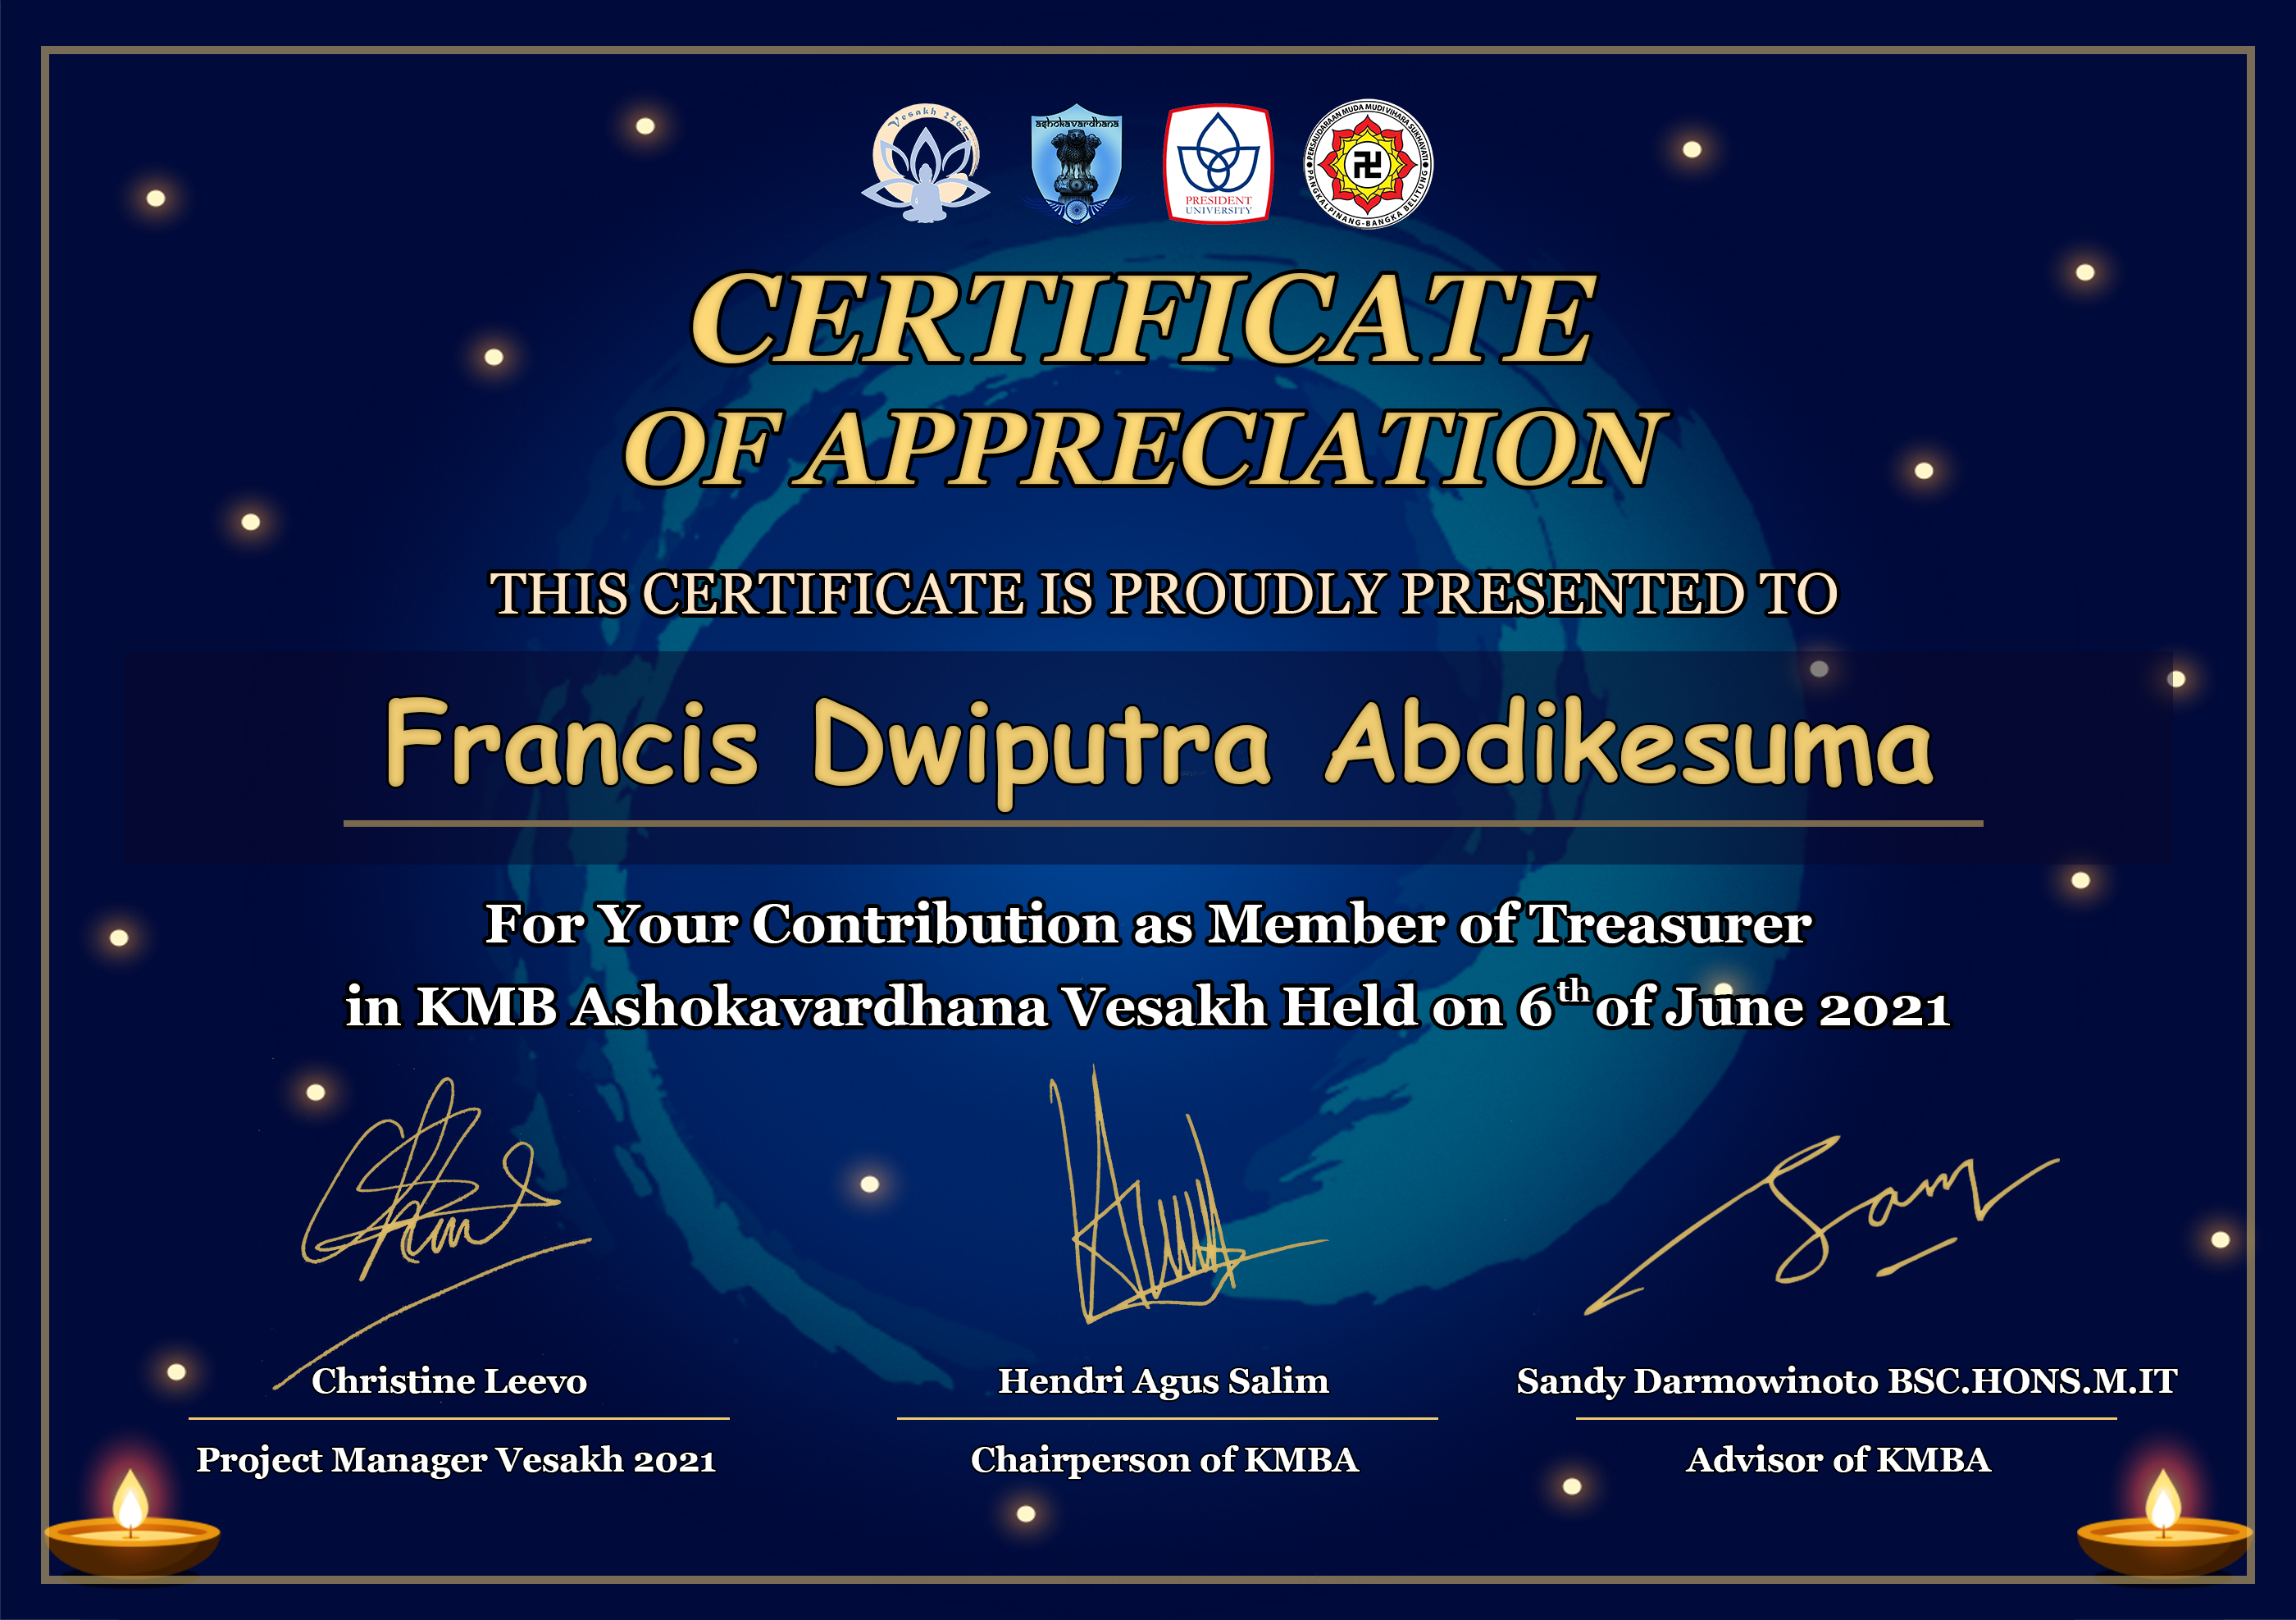 Vesakh 2565
ashokavardhana
PRESIDENT
UNIVERSITY
PERSAUDARAAN MUDA MUDI VIHARA SUKHAVATI
PANGKALPINANG-BANGKA BELITUNG
CERTIFICATE
OF APPRECIATION
THIS CERTIFICATE IS PROUDLY PRESENTED TO
Francis Dwiputra Abdikesuma
For Your Contribution as Member of Treasurer
in KMB Ashokavardhana Vesakh Held on 6th of June 2021
Sam
Christine Leevo
Hendri Agus Salim
Sandy Darmowinoto BSC.HONS.M.IT
Project Manager Vesakh 2021
Chairperson of KMBA
Advisor of KMBA